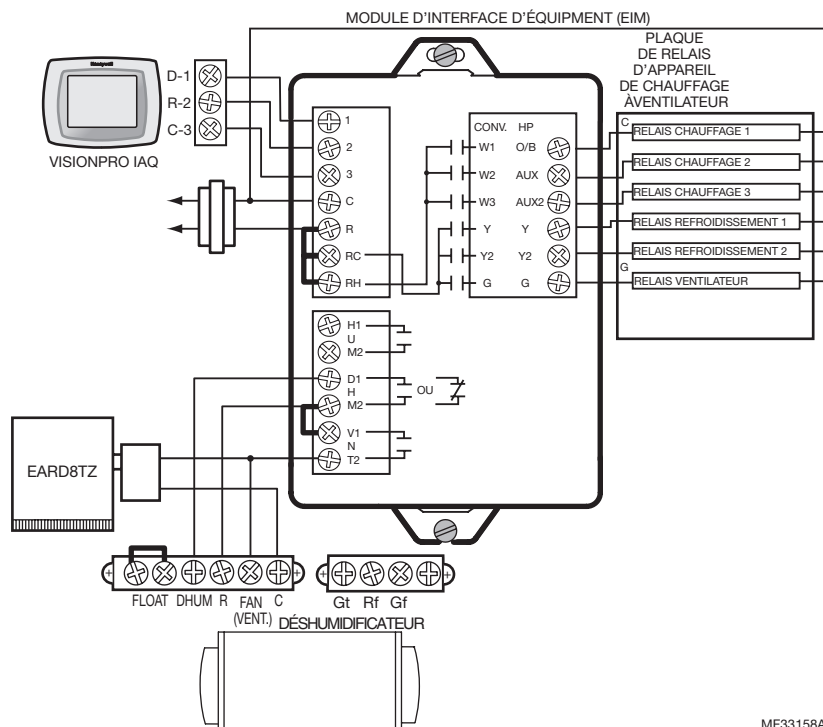 MODULE D'INTERFACE D'ÉQUIPMENT (EIM)
PLAQUE
DE RELAIS
D'APPAREIL
DE CHAUFFAGE
ÀVENTILATEUR
Honeywell
D-1
R-2
C-3
VISIONPRO IAQ
1
2
3
C
R
RC
RH
CONV. HP
W1 O/B
W2 AUX
W3 AUX2
Y Y
Y2 Y2
G G
C
RELAIS CHAUFFAGE 1
RELAIS CHAUFFAGE 2
RELAIS CHAUFFAGE 3
RELAIS REFROIDISSEMENT 1
RELAIS REFROIDISSEMENT 2
G
RELAIS VENTILATEUR
H1
U
M2
D1
H
M2
OU
V1
N
T2
EARD8TZ
FLOAT DHUM R FAN C
(VENT.)
Gt Rf Gf
DÉSHUMIDIFICATEUR
MF33158A